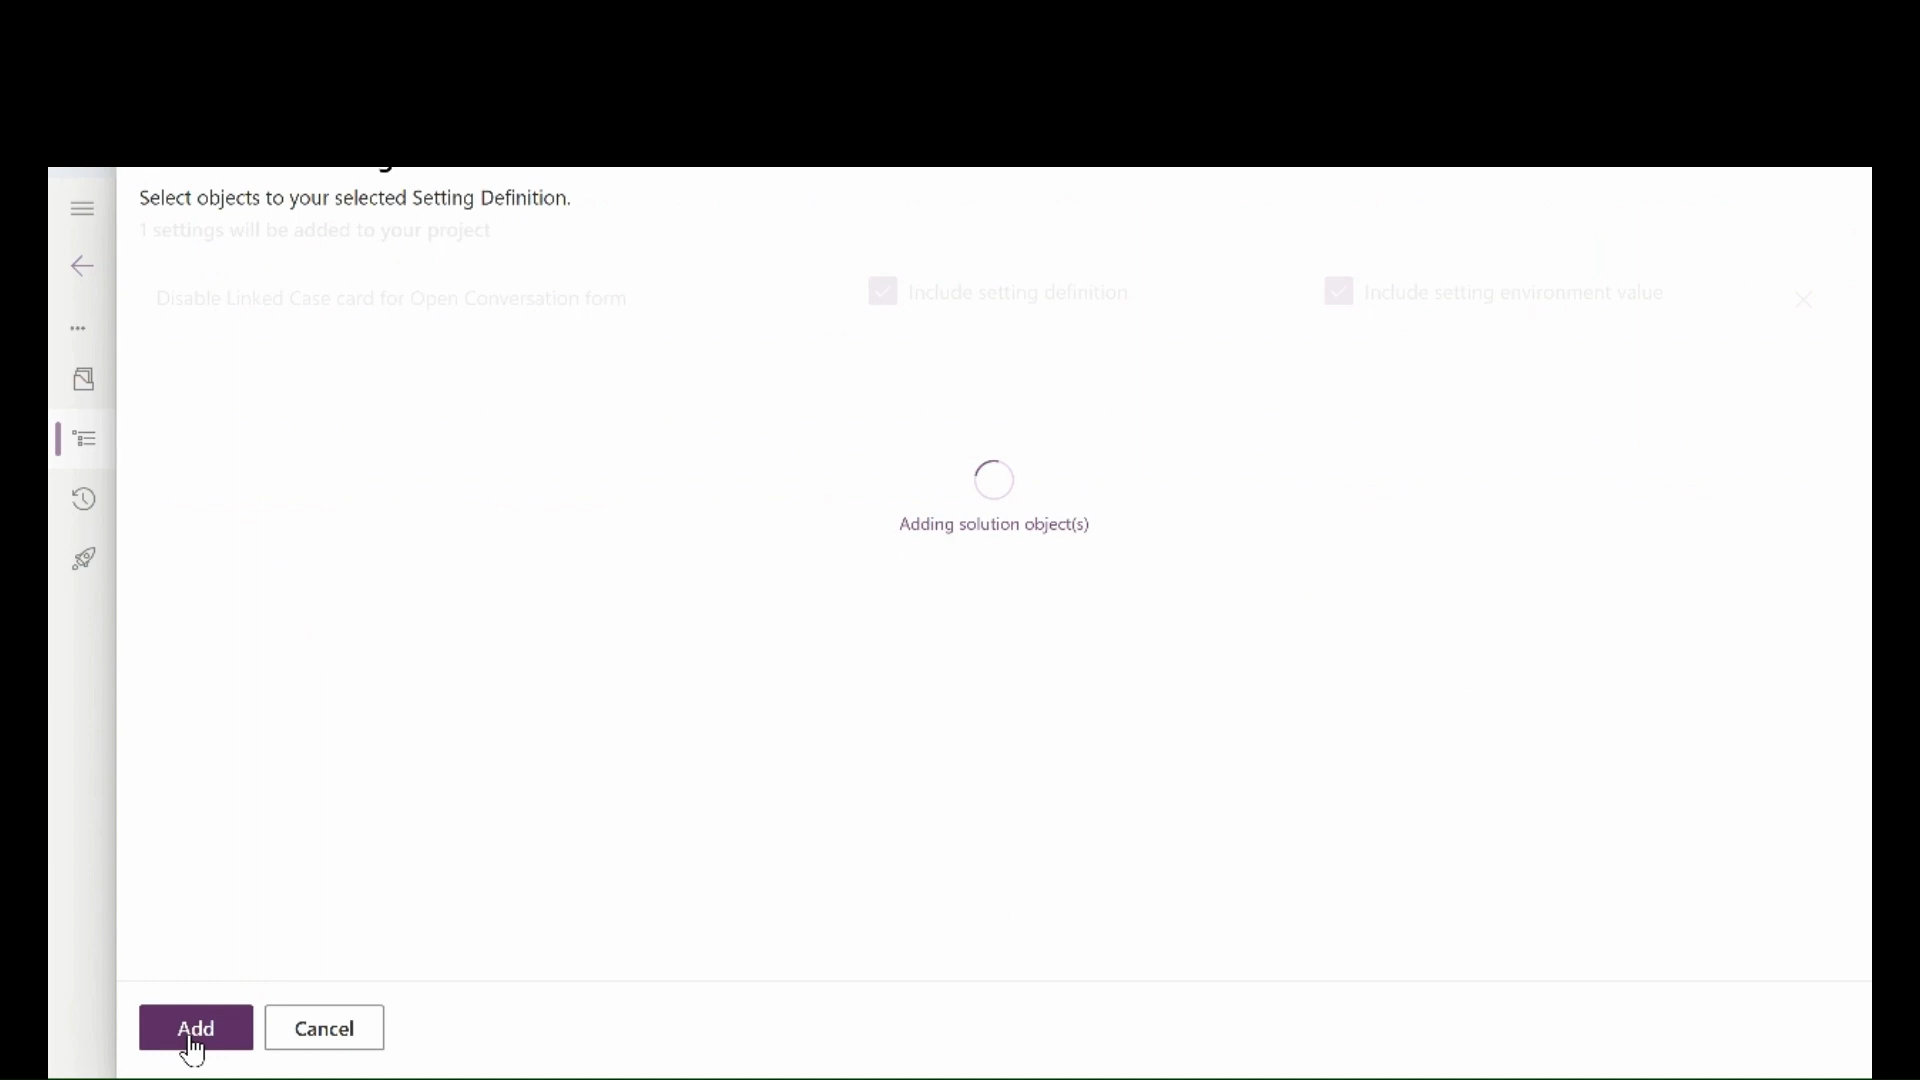 Select objects to your selected Setting Definition.
1 settings will be added to your project
Disable Linked Case card for Open Conversation form
Include setting definition
Include setting environment value
Adding solution object(s)
Add
Cancel